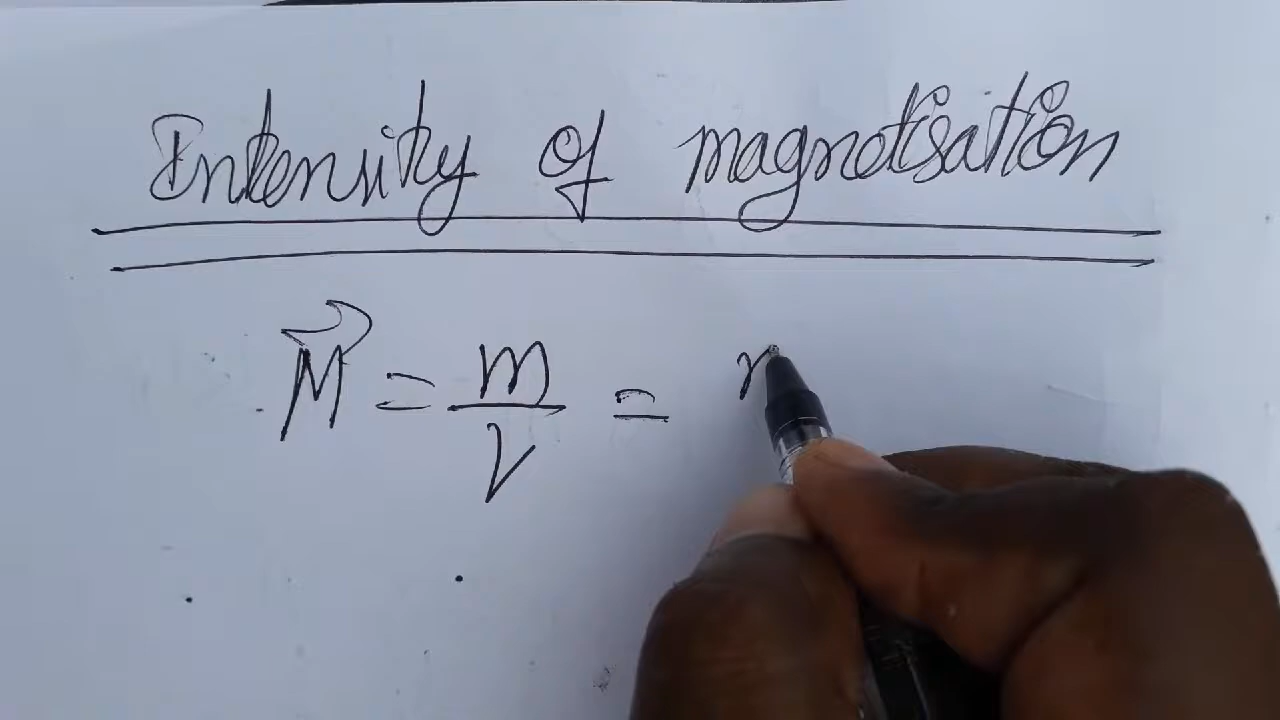 Intensity of magnetisation
M⃗ = m/V = m